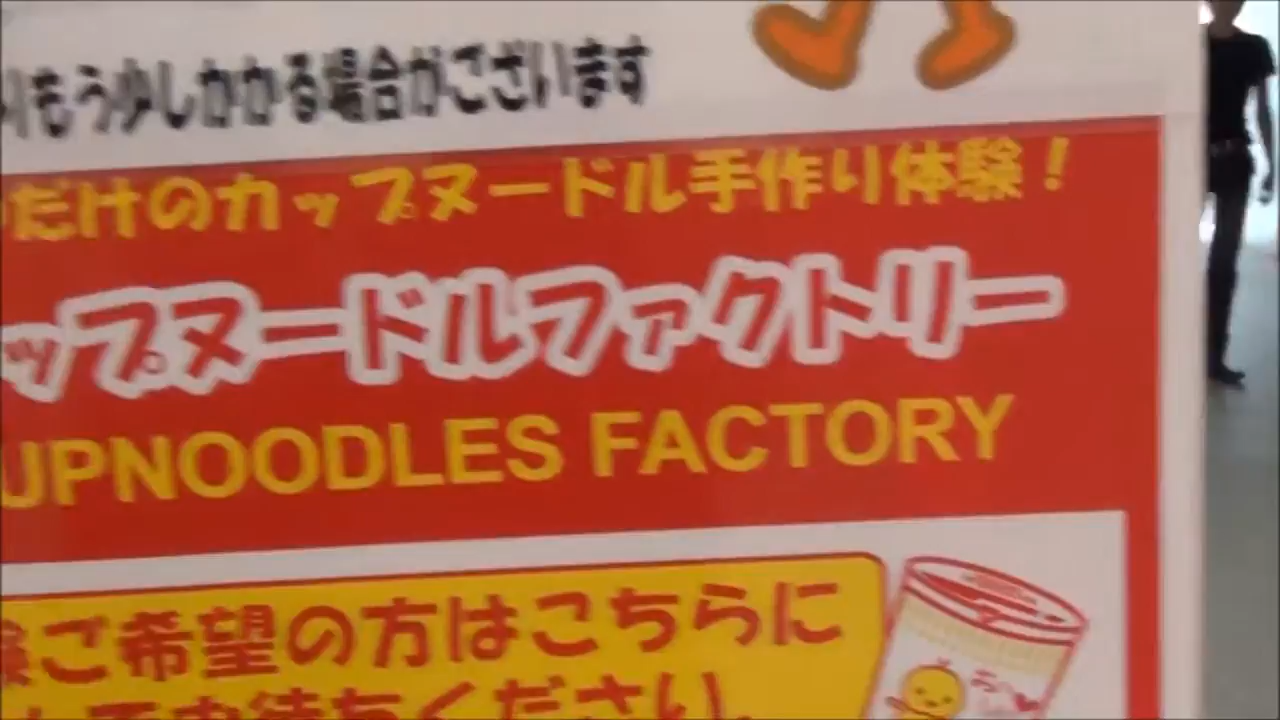 もう少しかかる場合がございます
だけのカップヌードル手作り体験！
ップヌードルファクトリー
UPNOODLES FACTORY
験ご希望の方はこちらに
してお待ちください。